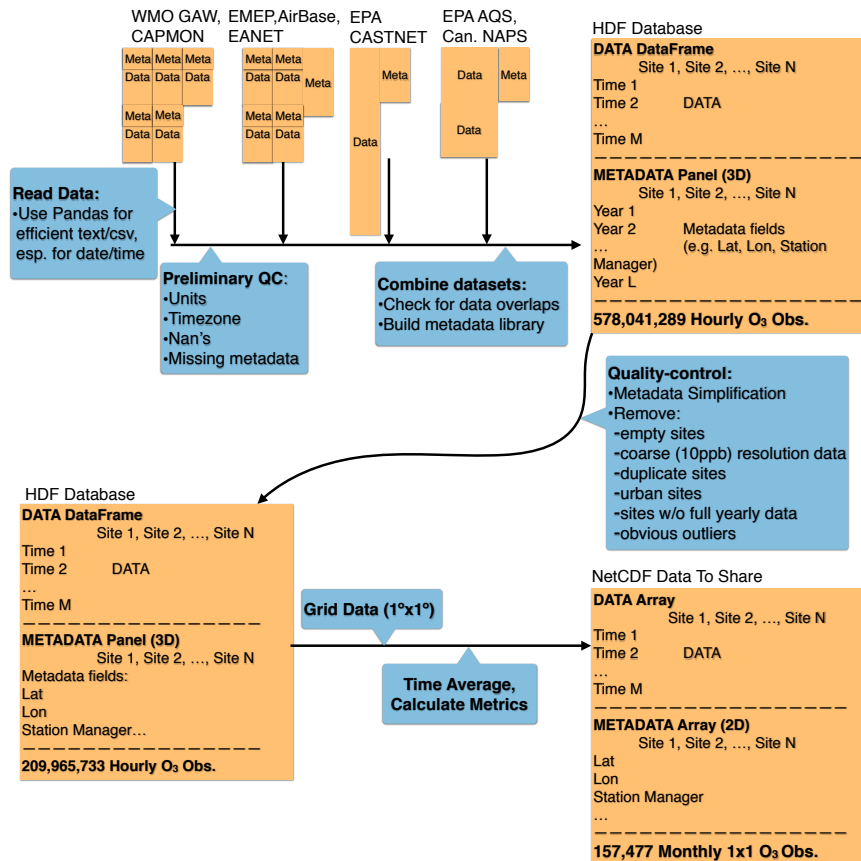 WMO GAW,
CAPMON
EMEP,AirBase,
EANET
EPA
CASTNET
EPA AQS,
Can. NAPS
Meta Meta Meta
Data Data Data
Meta Meta
Data Data
Meta Meta
Data Data
Meta
Meta Meta
Data Data
Meta
Data
Data Meta
Data
Read Data:
•Use Pandas for
efficient text/csv,
esp. for date/time
Preliminary QC:
•Units
•Timezone
•Nan's
•Missing metadata
Combine datasets:
•Check for data overlaps
•Build metadata library
HDF Database
DATA DataFrame
Site 1, Site 2, …, Site N
Time 1
Time 2 DATA
…
Time M
METADATA Panel (3D)
Site 1, Site 2, …, Site N
Year 1
Year 2 Metadata fields
… (e.g. Lat, Lon, Station
Manager)
Year L
578,041,289 Hourly O₃ Obs.
Quality-control:
•Metadata Simplification
•Remove:
-empty sites
-coarse (10ppb) resolution data
-duplicate sites
-urban sites
-sites w/o full yearly data
-obvious outliers
HDF Database
DATA DataFrame
Site 1, Site 2, …, Site N
Time 1
Time 2 DATA
…
Time M
METADATA Panel (3D)
Site 1, Site 2, …, Site N
Metadata fields:
Lat
Lon
Station Manager…
209,965,733 Hourly O₃ Obs.
Grid Data (1ºx1º)
Time Average,
Calculate Metrics
NetCDF Data To Share
DATA Array
Site 1, Site 2, …, Site N
Time 1
Time 2 DATA
…
Time M
METADATA Array (2D)
Site 1, Site 2, …, Site N
Lat
Lon
Station Manager
…
157,477 Monthly 1x1 O₃ Obs.